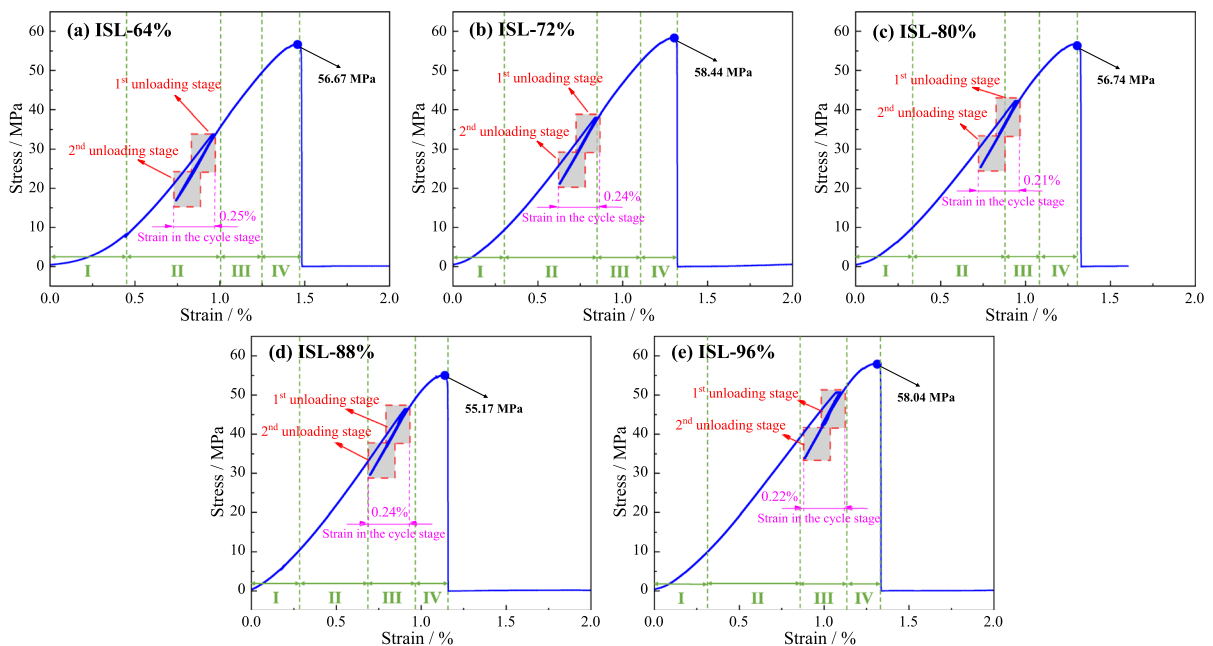 (a) ISL-64%
60
50
40
30
20
10
0
Stress / MPa
56.67 MPa
1st unloading stage
2nd unloading stage
0.25%
Strain in the cycle stage
I II III IV
0.0 0.5 1.0 1.5 2.0
Strain / %
(b) ISL-72%
60
50
40
30
20
10
0
Stress / MPa
58.44 MPa
1st unloading stage
2nd unloading stage
0.24%
Strain in the cycle stage
I II III IV
0.0 0.5 1.0 1.5 2.0
Strain / %
(c) ISL-80%
60
50
40
30
20
10
0
Stress / MPa
56.74 MPa
1st unloading stage
2nd unloading stage
0.21%
Strain in the cycle stage
I II III IV
0.0 0.5 1.0 1.5 2.0
Strain / %
(d) ISL-88%
60
50
40
30
20
10
0
Stress / MPa
55.17 MPa
1st unloading stage
2nd unloading stage
0.24%
Strain in the cycle stage
I II III IV
0.0 0.5 1.0 1.5 2.0
Strain / %
(e) ISL-96%
60
50
40
30
20
10
0
Stress / MPa
58.04 MPa
1st unloading stage
2nd unloading stage
0.22%
Strain in the cycle stage
I II III IV
0.0 0.5 1.0 1.5 2.0
Strain / %